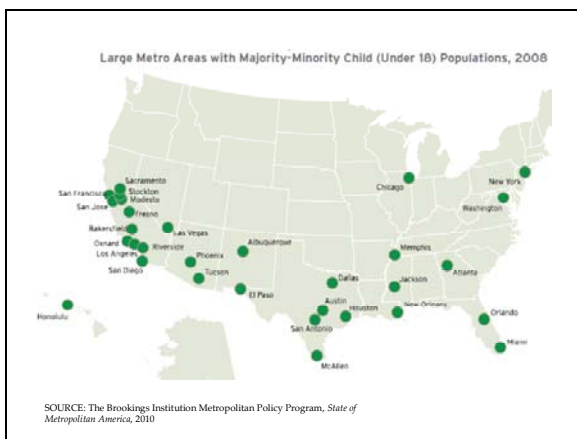 Large Metro Areas with Majority-Minority Child (Under 18) Populations, 2008
Sacramento
San Francisco
Stockton
Modesto
San Jose
Fresno
Bakersfield
Las Vegas
Oxnard
Riverside
Los Angeles
San Diego
Phoenix
Tucson
Albuquerque
El Paso
Chicago
New York
Washington
Memphis
Atlanta
Dallas
Jackson
Austin
Houston
New Orleans
San Antonio
McAllen
Orlando
Miami
Honolulu
SOURCE: The Brookings Institution Metropolitan Policy Program, State of
Metropolitan America, 2010